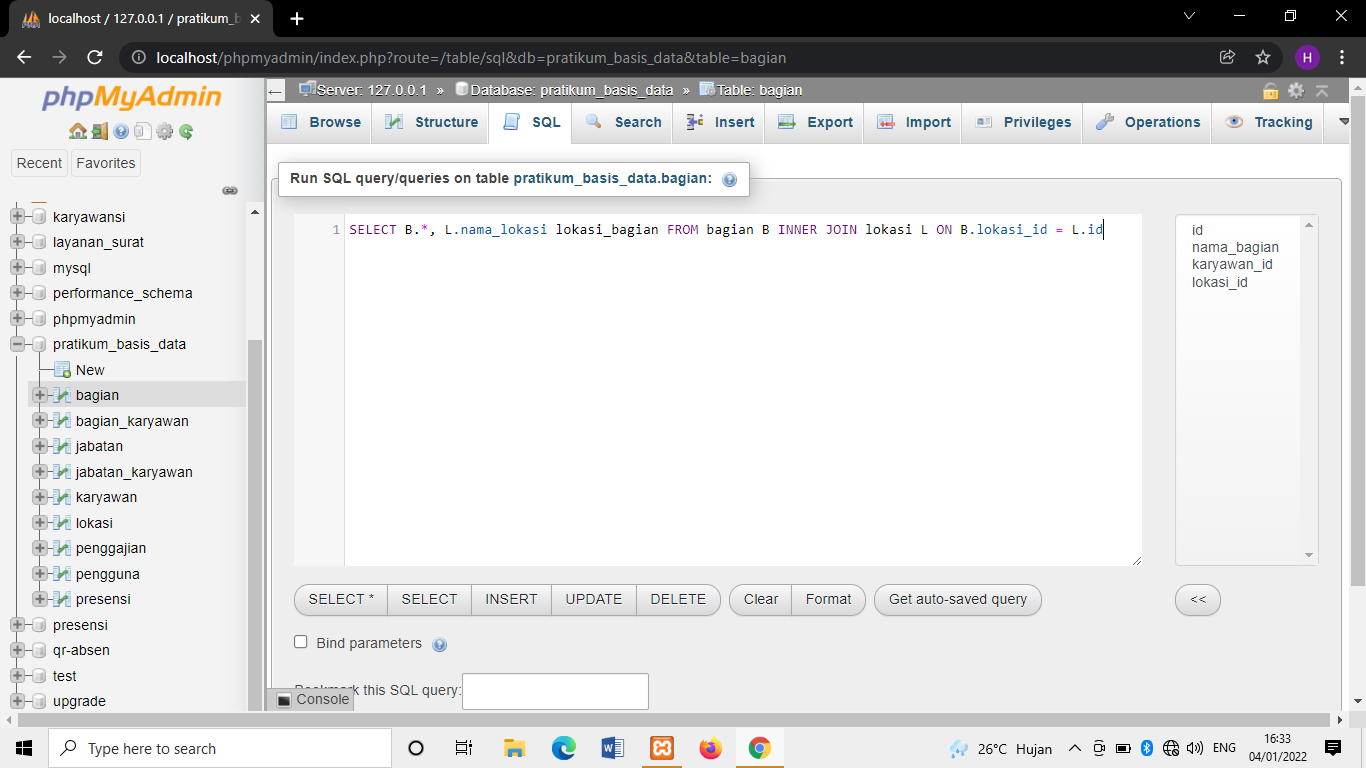 localhost / 127.0.0.1 / pratikum_b
localhost/phpmyadmin/index.php?route=/table/sql&db=pratikum_basis_data&table=bagian
H
phpMyAdmin
Recent
Favorites
karyawansi
layanan_surat
mysql
performance_schema
phpmyadmin
pratikum_basis_data
New
bagian
bagian_karyawan
jabatan
jabatan_karyawan
karyawan
lokasi
penggajian
pengguna
presensi
presensi
qr-absen
test
upgrade
Server: 127.0.0.1 » Database: pratikum_basis_data » Table: bagian
Browse
Structure
SQL
Search
Insert
Export
Import
Privileges
Operations
Tracking
Run SQL query/queries on table pratikum_basis_data.bagian:
1 SELECT B.*, L.nama_lokasi lokasi_bagian FROM bagian B INNER JOIN lokasi L ON B.lokasi_id = L.id
id
nama_bagian
karyawan_id
lokasi_id
SELECT *
SELECT
INSERT
UPDATE
DELETE
Clear
Format
Get auto-saved query
<<
Bind parameters
Bookmark this SQL query:
Console
Type here to search
26°C Hujan
ENG
16:33
04/01/2022